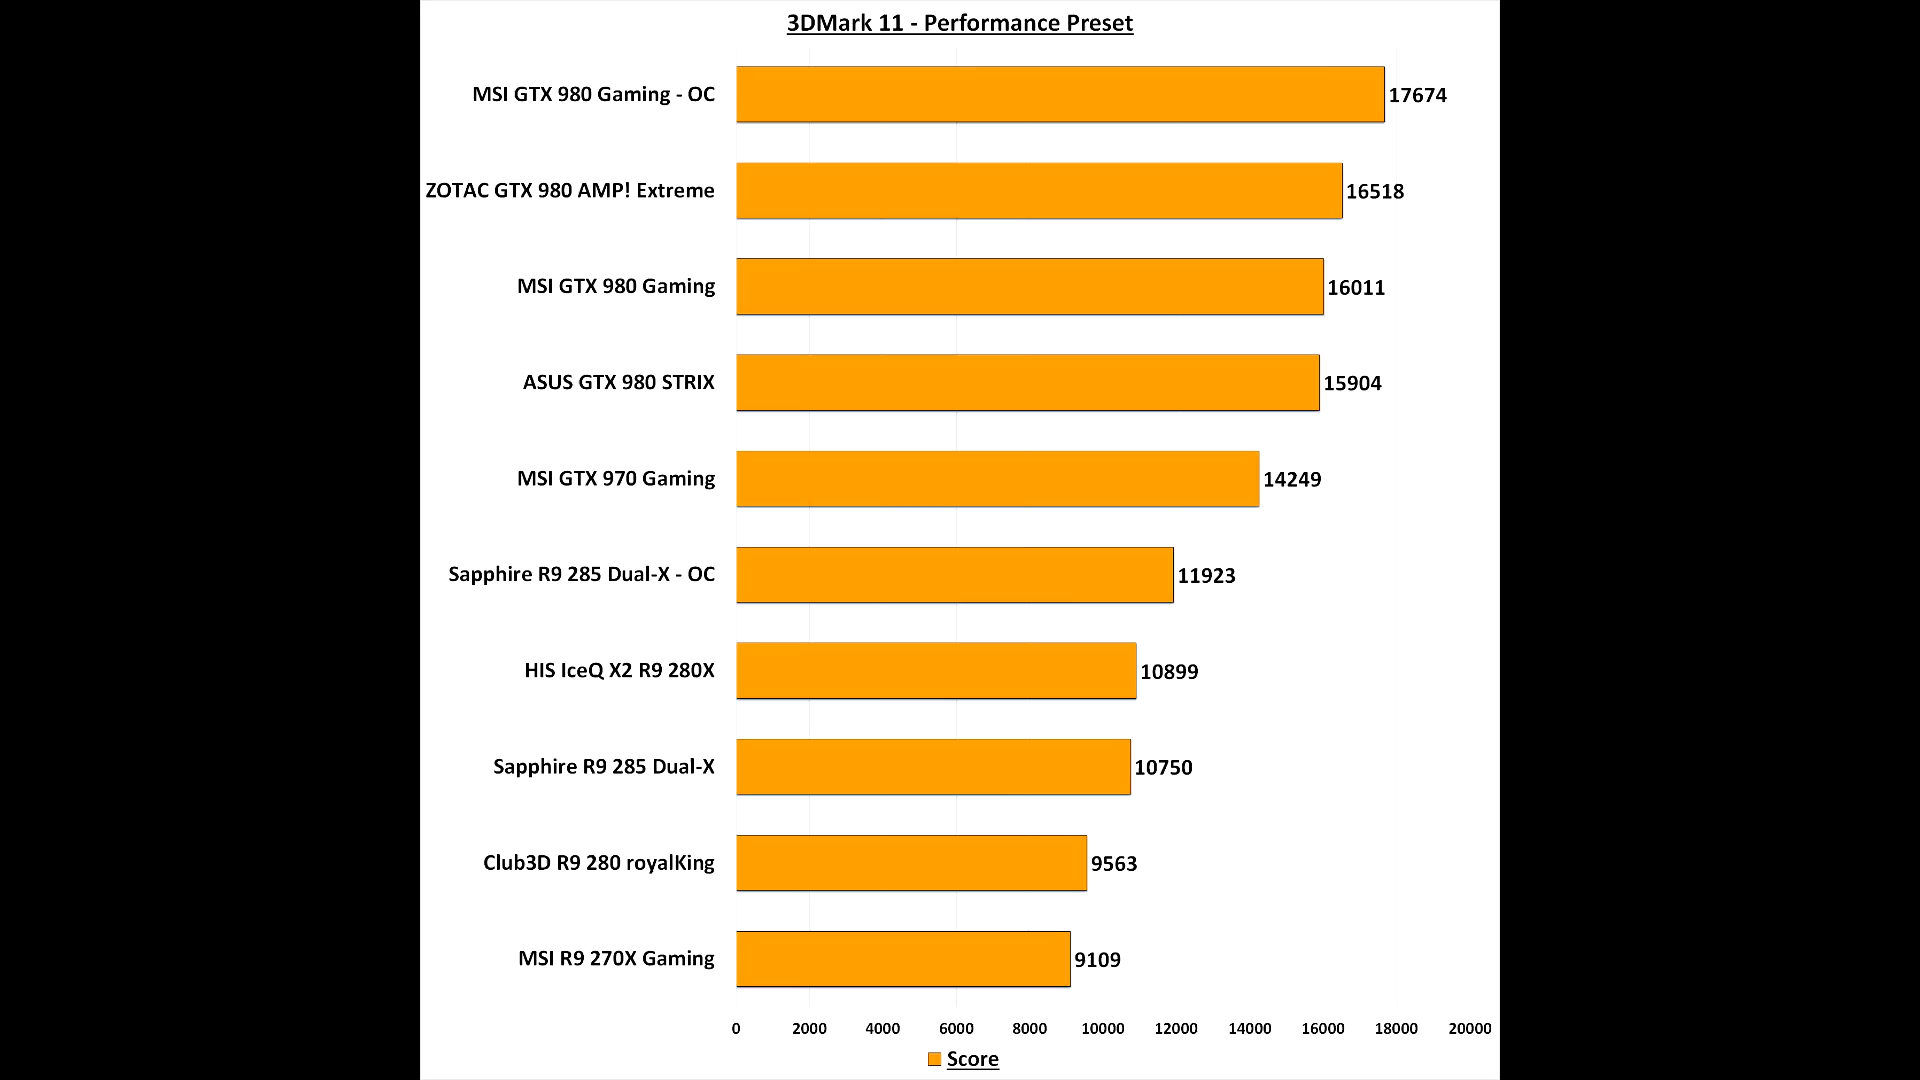 3DMark 11 - Performance Preset
MSI GTX 980 Gaming - OC 17674
ZOTAC GTX 980 AMP! Extreme 16518
MSI GTX 980 Gaming 16011
ASUS GTX 980 STRIX 15904
MSI GTX 970 Gaming 14249
Sapphire R9 285 Dual-X - OC 11923
HIS IceQ X2 R9 280X 10899
Sapphire R9 285 Dual-X 10750
Club3D R9 280 royalKing 9563
MSI R9 270X Gaming 9109
0 2000 4000 6000 8000 10000 12000 14000 16000 18000 20000
Score